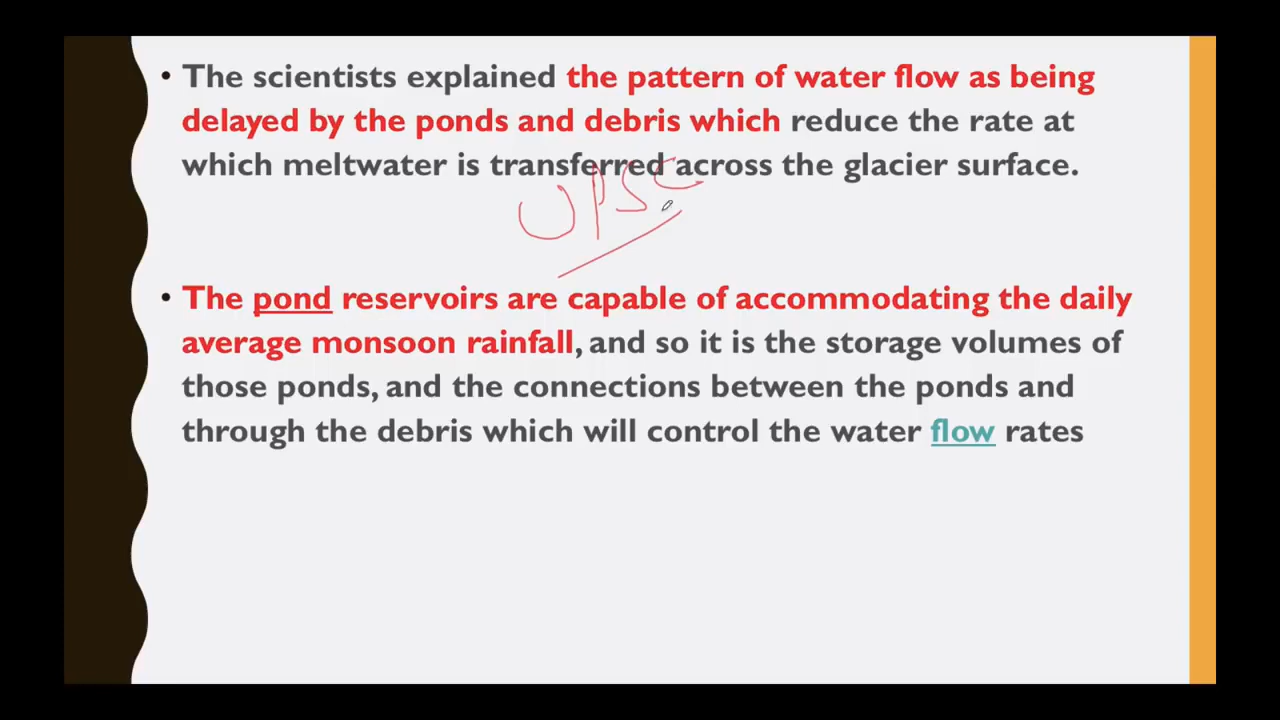 • The scientists explained the pattern of water flow as being
delayed by the ponds and debris which reduce the rate at
which meltwater is transferred across the glacier surface.
UPSC
• The pond reservoirs are capable of accommodating the daily
average monsoon rainfall, and so it is the storage volumes of
those ponds, and the connections between the ponds and
through the debris which will control the water flow rates